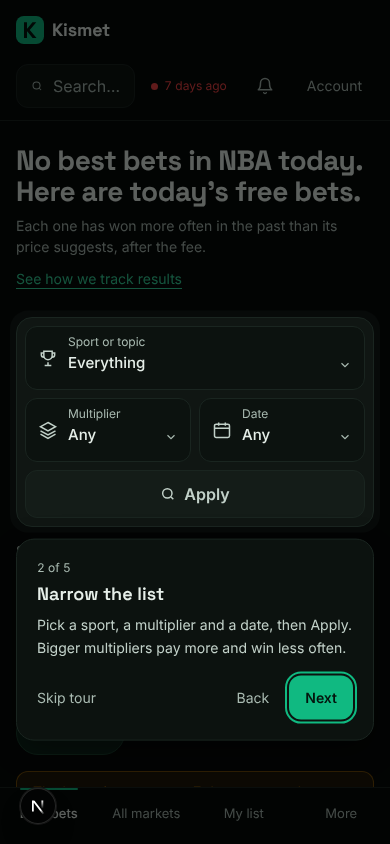 Kismet
Search...
7 days ago
Account
No best bets in NBA today.
Here are today's free bets.
Each one has won more often in the past than its
price suggests, after the fee.
See how we track results
Sport or topic
Everything
Multiplier
Any
Date
Any
Apply
2 of 5
Narrow the list
Pick a sport, a multiplier and a date, then Apply.
Bigger multipliers pay more and win less often.
Skip tour
Back
Next
N
bets
All markets
My list
More